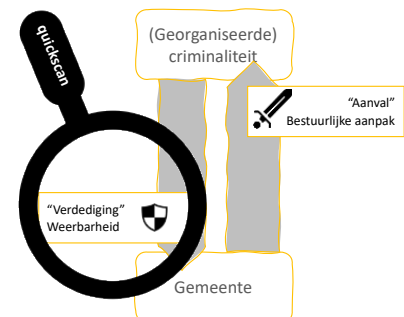 quickscan
(Georganiseerde)
criminaliteit
“Aanval”
Bestuurlijke aanpak
“Verdediging”
Weerbarheid
Gemeente